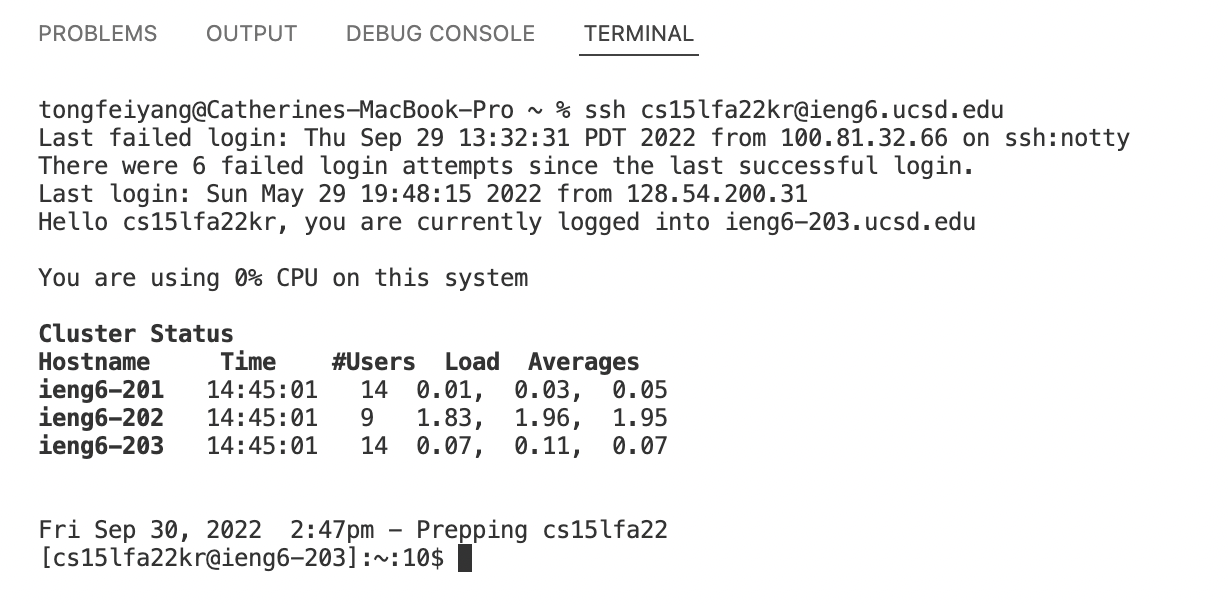 PROBLEMS OUTPUT DEBUG CONSOLE TERMINAL
tongfeiyang@Catherines-MacBook-Pro ~ % ssh cs15lfa22kr@ieng6.ucsd.edu
Last failed login: Thu Sep 29 13:32:31 PDT 2022 from 100.81.32.66 on ssh:notty
There were 6 failed login attempts since the last successful login.
Last login: Sun May 29 19:48:15 2022 from 128.54.200.31
Hello cs15lfa22kr, you are currently logged into ieng6-203.ucsd.edu
You are using 0% CPU on this system
Cluster Status
Hostname Time #Users Load Averages
ieng6-201 14:45:01 14 0.01, 0.03, 0.05
ieng6-202 14:45:01 9 1.83, 1.96, 1.95
ieng6-203 14:45:01 14 0.07, 0.11, 0.07
Fri Sep 30, 2022 2:47pm - Prepping cs15lfa22
[cs15lfa22kr@ieng6-203]:~:10$